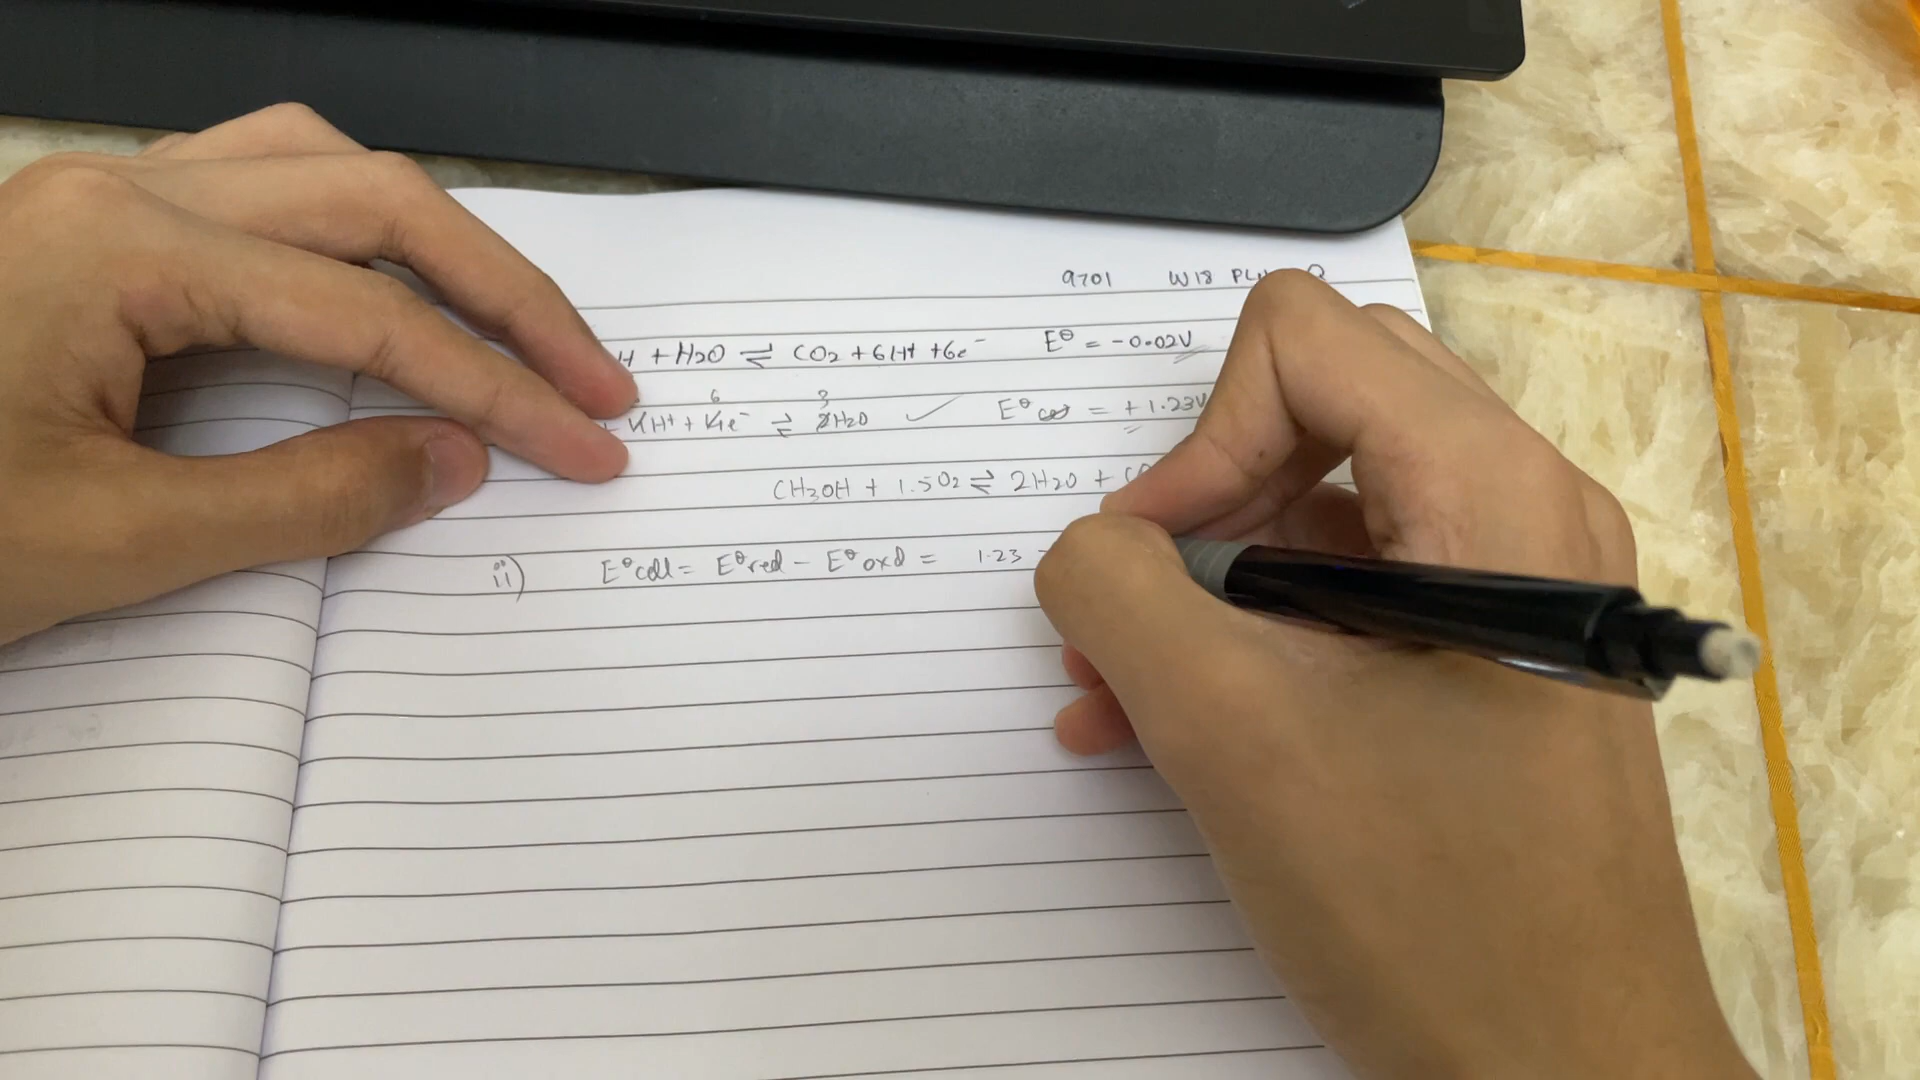 9701 W18
H + H2O ⇌ CO2 + 6H+ + 6e⁻ E⊖ = -0.02V
6 3
+ 4H+ + 4e⁻ ⇌ 2H2O ✓ E⊖ = +1.23V
CH3OH + 1.5O2 ⇌ 2H2O + C
ii) E⊖cell = E⊖red - E⊖oxd = 1.23 -